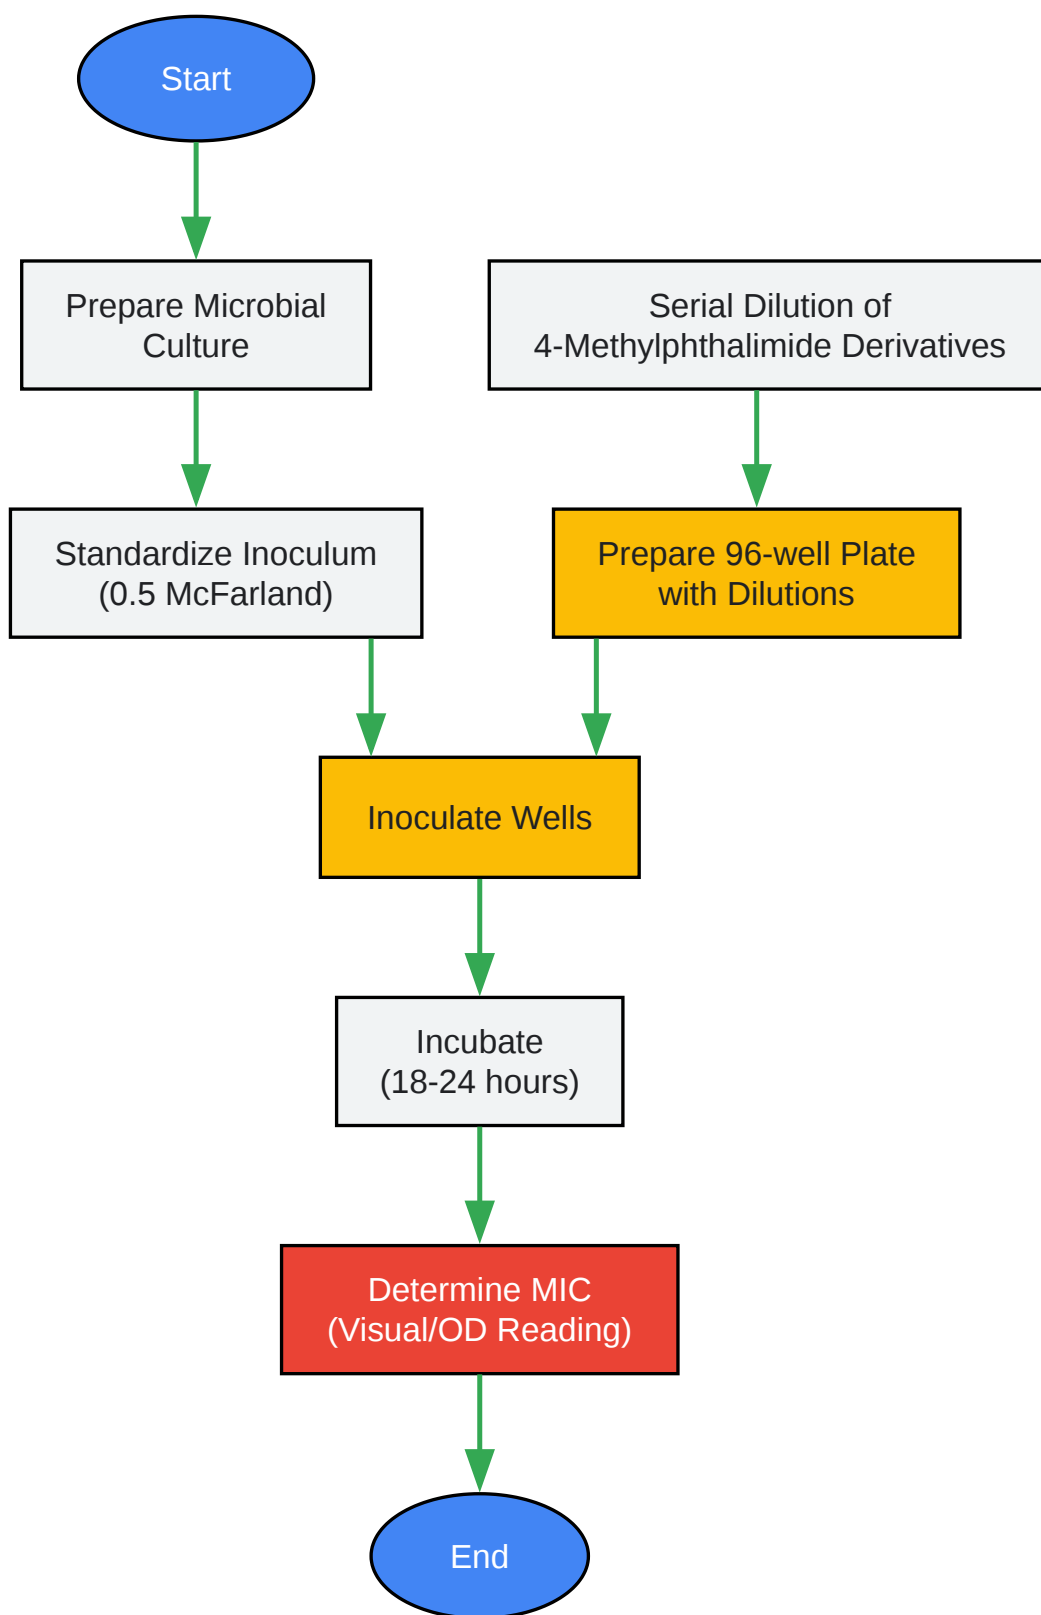 Start
Prepare Microbial
Culture
Serial Dilution of
4-Methylphthalimide Derivatives
Standardize Inoculum
(0.5 McFarland)
Prepare 96-well Plate
with Dilutions
Inoculate Wells
Incubate
(18-24 hours)
Determine MIC
(Visual/OD Reading)
End